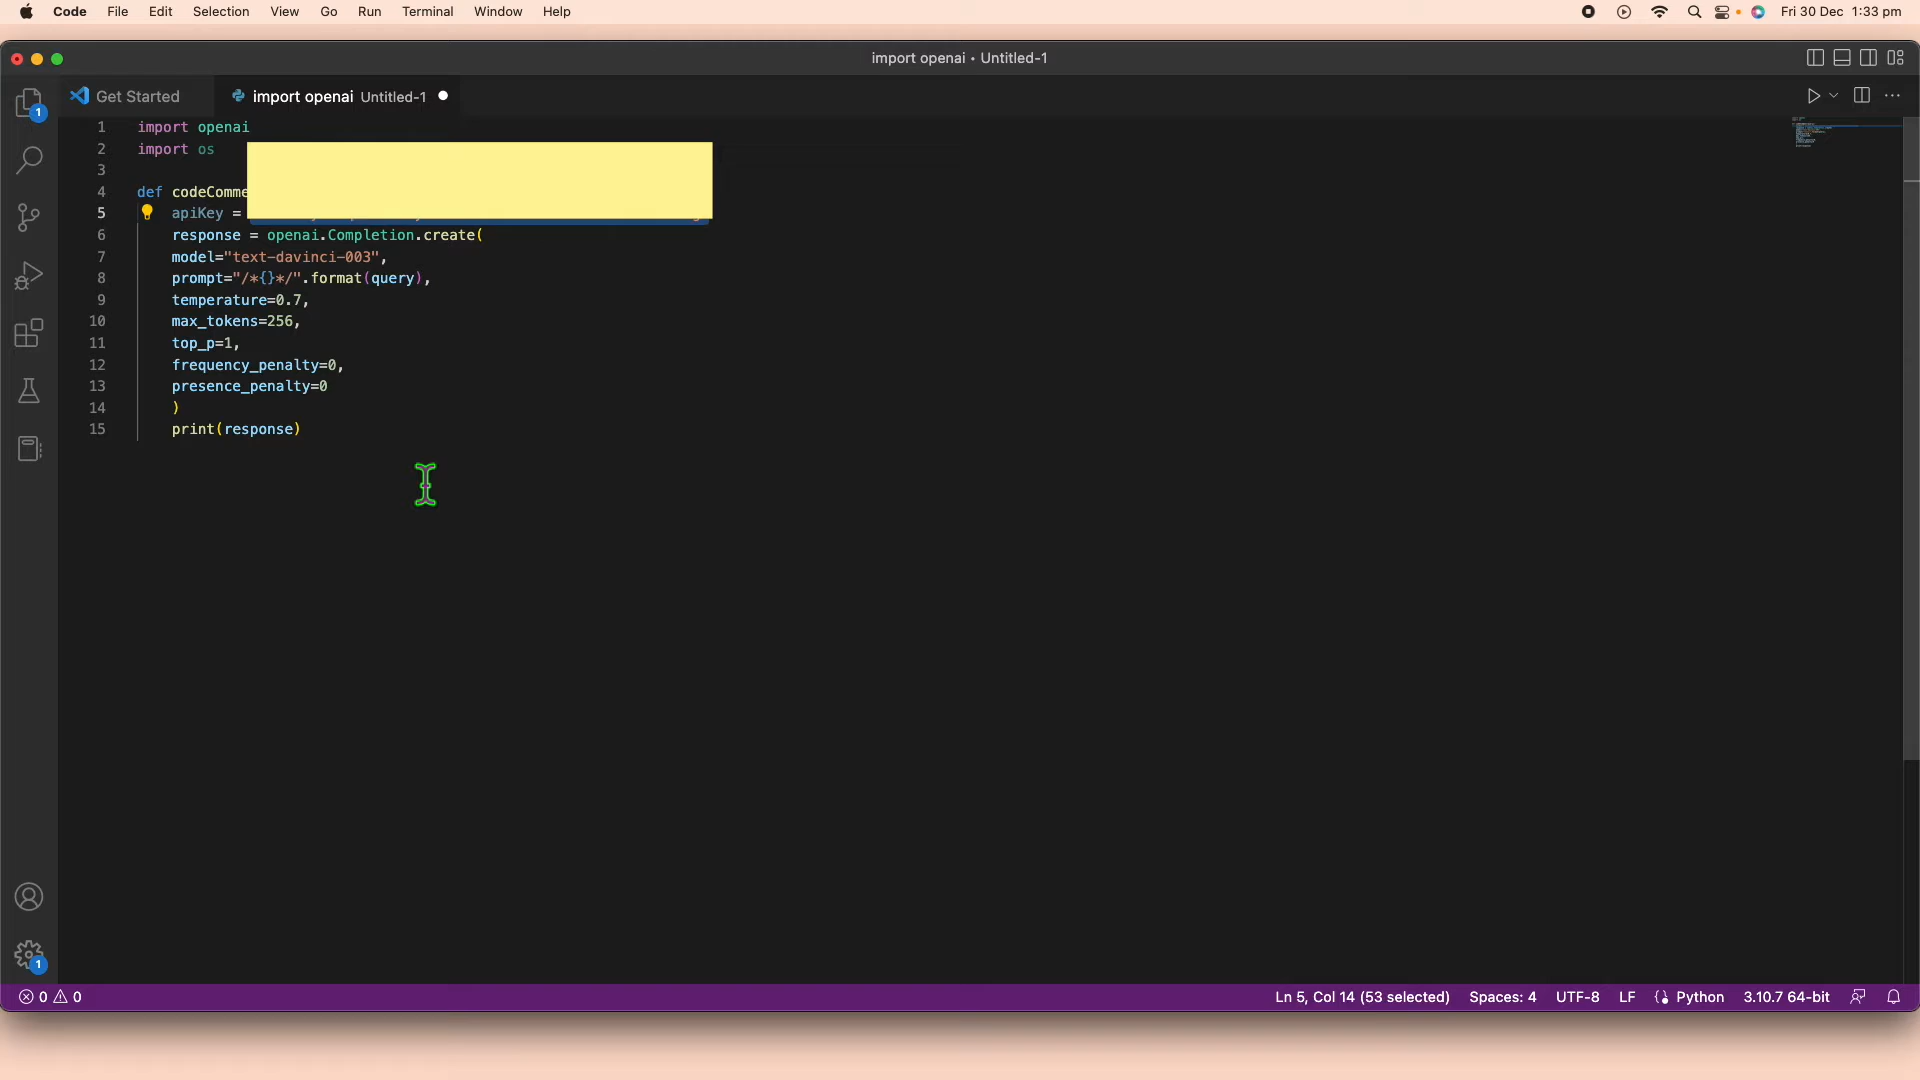 Code File Edit Selection View Go Run Terminal Window Help Fri 30 Dec 1:33 pm
import openai • Untitled-1
Get Started import openai Untitled-1
1 import openai
2 import os
3
4 def codeComme
5 apiKey =
6 response = openai.Completion.create(
7 model="text-davinci-003",
8 prompt="/*{}*/".format(query),
9 temperature=0.7,
10 max_tokens=256,
11 top_p=1,
12 frequency_penalty=0,
13 presence_penalty=0
14 )
15 print(response)
1
1
0 0 Ln 5, Col 14 (53 selected) Spaces: 4 UTF-8 LF Python 3.10.7 64-bit